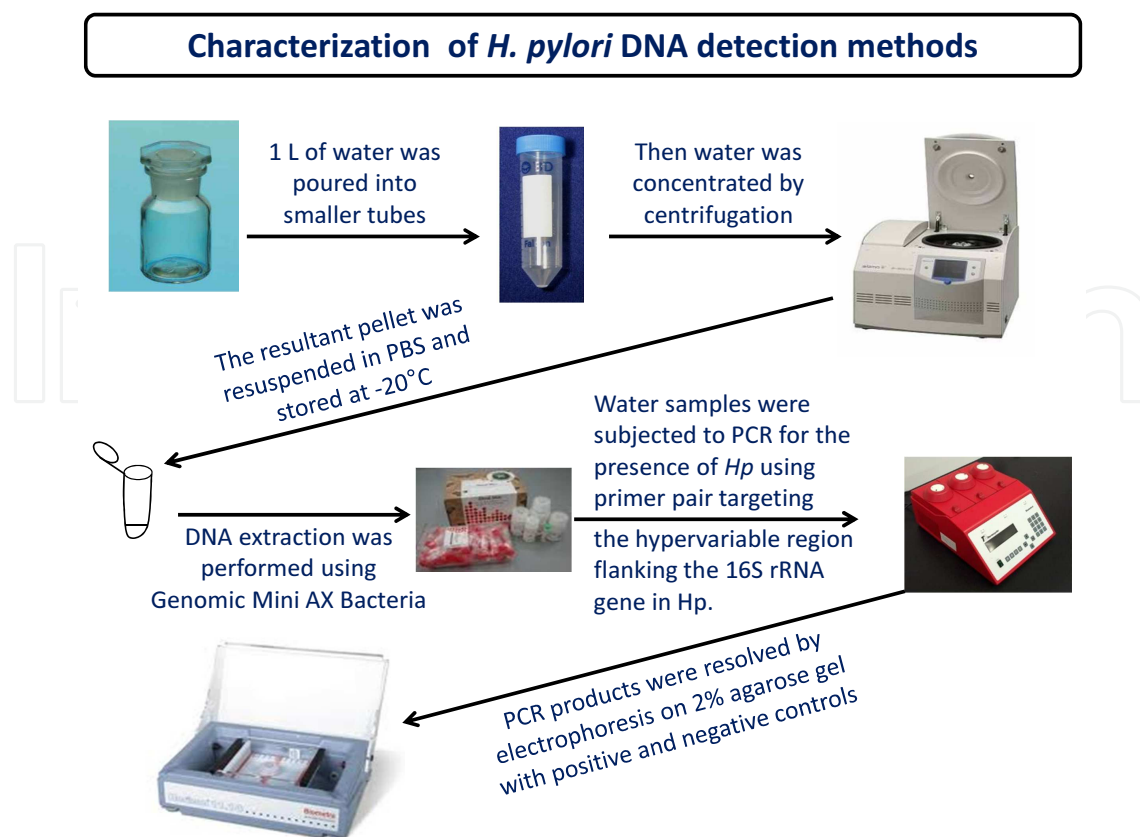 Characterization of H. pylori DNA detection methods
1 L of water was
poured into
smaller tubes
BD
Then water was
concentrated by
centrifugation
The resultant pellet was
resuspended in PBS and
stored at -20°C
Water samples were
subjected to PCR for the
presence of Hp using
primer pair targeting
the hypervariable region
flanking the 16S rRNA
gene in Hp.
DNA extraction was
performed using
Genomic Mini AX Bacteria
PCR products were resolved by
electrophoresis on 2% agarose gel
with positive and negative controls
Biometra